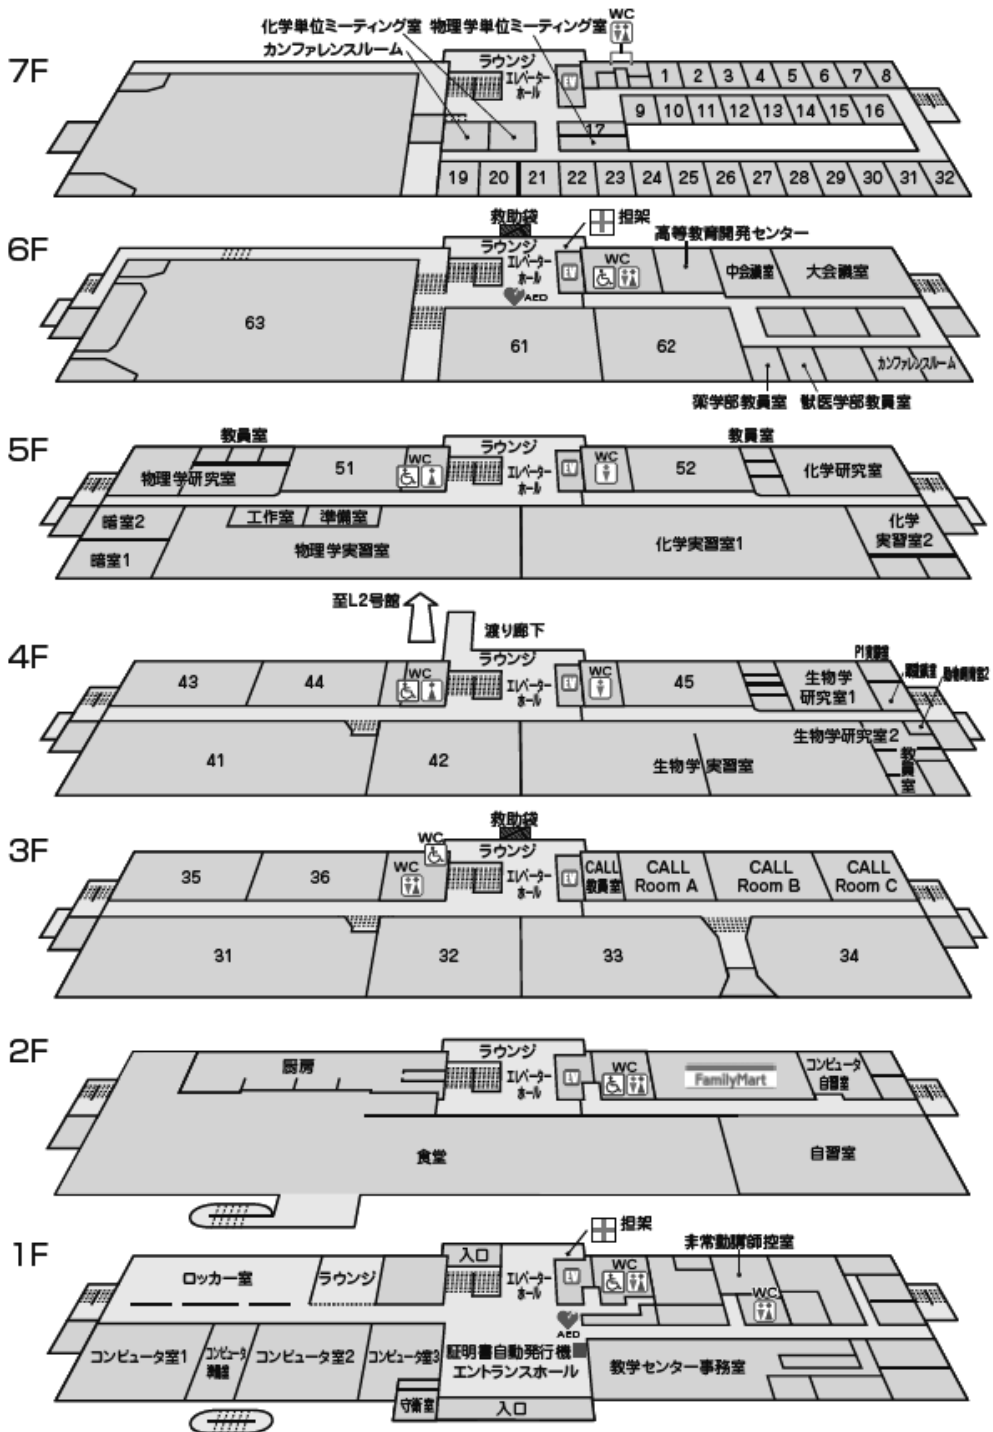 化学単位ミーティング室 物理学単位ミーティング室
カンファレンスルーム
WC
7F
ラウンジ
エレベーター
ホール
1 2 3 4 5 6 7 8
9 10 11 12 13 14 15 16
17
19 20 21 22 23 24 25 26 27 28 29 30 31 32
6F
救助袋
担架
高等教育開発センター
ラウンジ
エレベーター
ホール
WC
中会議室
大会議室
AED
63
61
62
カンファレンスルーム
薬学部教員室
獣医学部教員室
5F
教員室
ラウンジ
教員室
物理学研究室
51
WC
エレベーター
ホール
WC
52
化学研究室
暗室2
工作室
準備室
暗室1
物理学実習室
化学実習室1
化学
実習室2
至L2号館
渡り廊下
4F
ラウンジ
43
44
WC
エレベーター
ホール
WC
45
生物学
研究室1
生物学研究室2
41
42
生物学実習室
教員室
3F
救助袋
WC
ラウンジ
35
36
WC
エレベーター
ホール
CALL
教員室
CALL
Room A
CALL
Room B
CALL
Room C
31
32
33
34
2F
ラウンジ
厨房
エレベーター
ホール
WC
FamilyMart
コンピュータ
自習室
食堂
自習室
1F
担架
非常勤講師控室
入口
ロッカー室
ラウンジ
エレベーター
ホール
WC
WC
AED
コンピュータ室1
コンピュータ
準備室
コンピュータ室2
コンピュータ室3
証明書自動発行機
エントランスホール
教学センター事務室
守衛室
入口